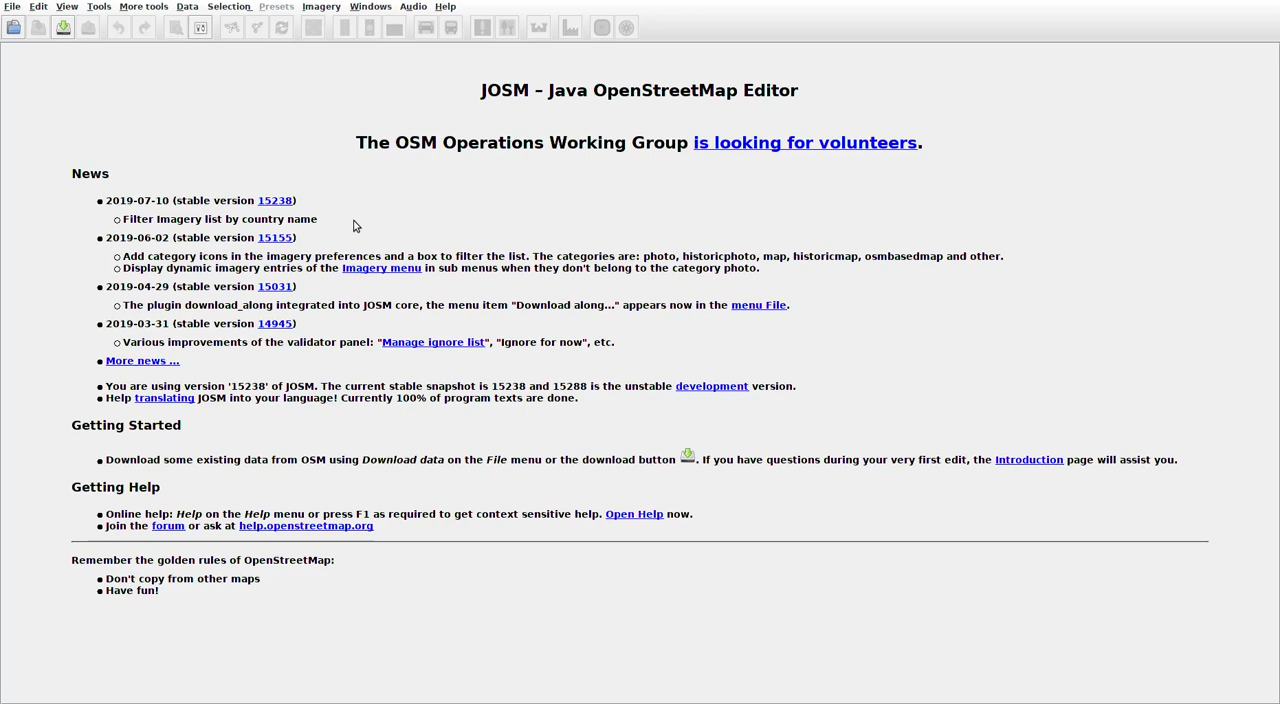 File Edit View Tools More tools Data Selection Presets Imagery Windows Audio Help
JOSM – Java OpenStreetMap Editor
The OSM Operations Working Group is looking for volunteers.
News
2019-07-10 (stable version 15238)
Filter Imagery list by country name
2019-06-02 (stable version 15155)
Add category icons in the imagery preferences and a box to filter the list. The categories are: photo, historicphoto, map, historicmap, osmbasedmap and other.
Display dynamic imagery entries of the Imagery menu in sub menus when they don't belong to the category photo.
2019-04-29 (stable version 15031)
The plugin download_along integrated into JOSM core, the menu item "Download along..." appears now in the menu File.
2019-03-31 (stable version 14945)
Various improvements of the validator panel: "Manage ignore list", "Ignore for now", etc.
More news ...
You are using version '15238' of JOSM. The current stable snapshot is 15238 and 15288 is the unstable development version.
Help translating JOSM into your language! Currently 100% of program texts are done.
Getting Started
Download some existing data from OSM using Download data on the File menu or the download button . If you have questions during your very first edit, the Introduction page will assist you.
Getting Help
Online help: Help on the Help menu or press F1 as required to get context sensitive help. Open Help now.
Join the forum or ask at help.openstreetmap.org
Remember the golden rules of OpenStreetMap:
Don't copy from other maps
Have fun!